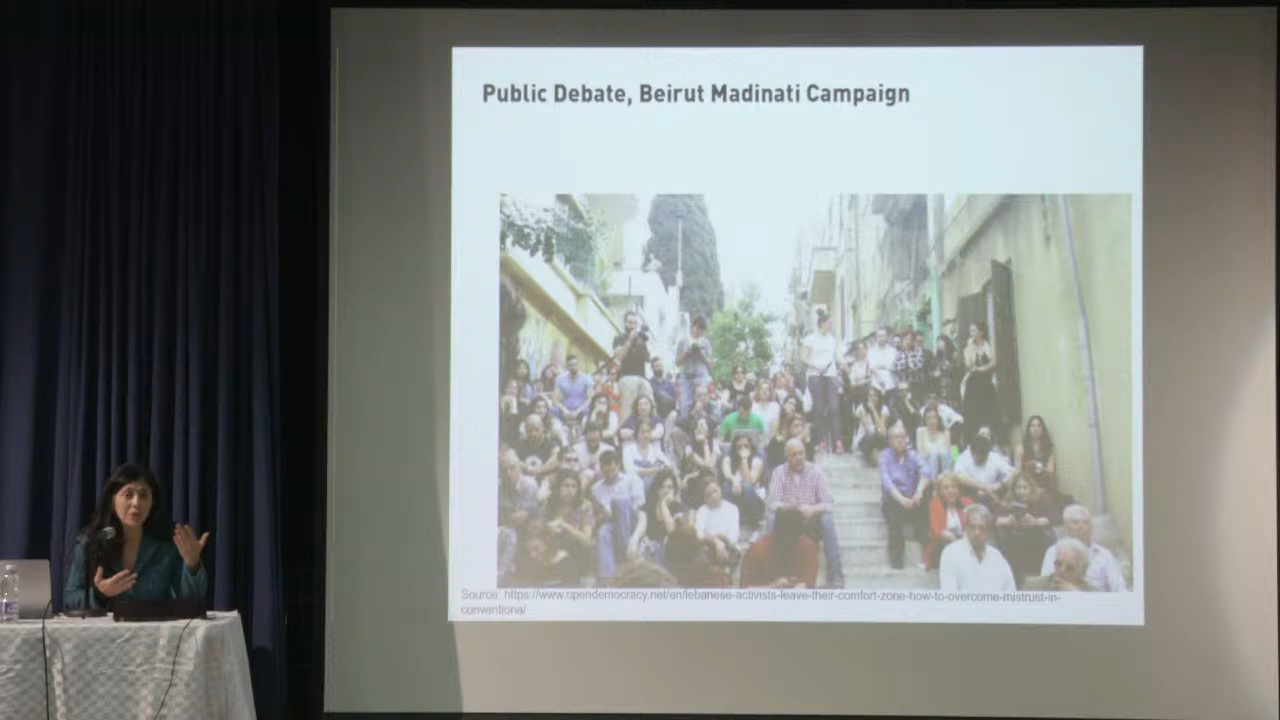 Public Debate, Beirut Madinati Campaign
Source: https://www.opendemocracy.net/en/lebanese-activists-leave-their-comfort-zone-how-to-overcome-mistrust-in-
conventiona/